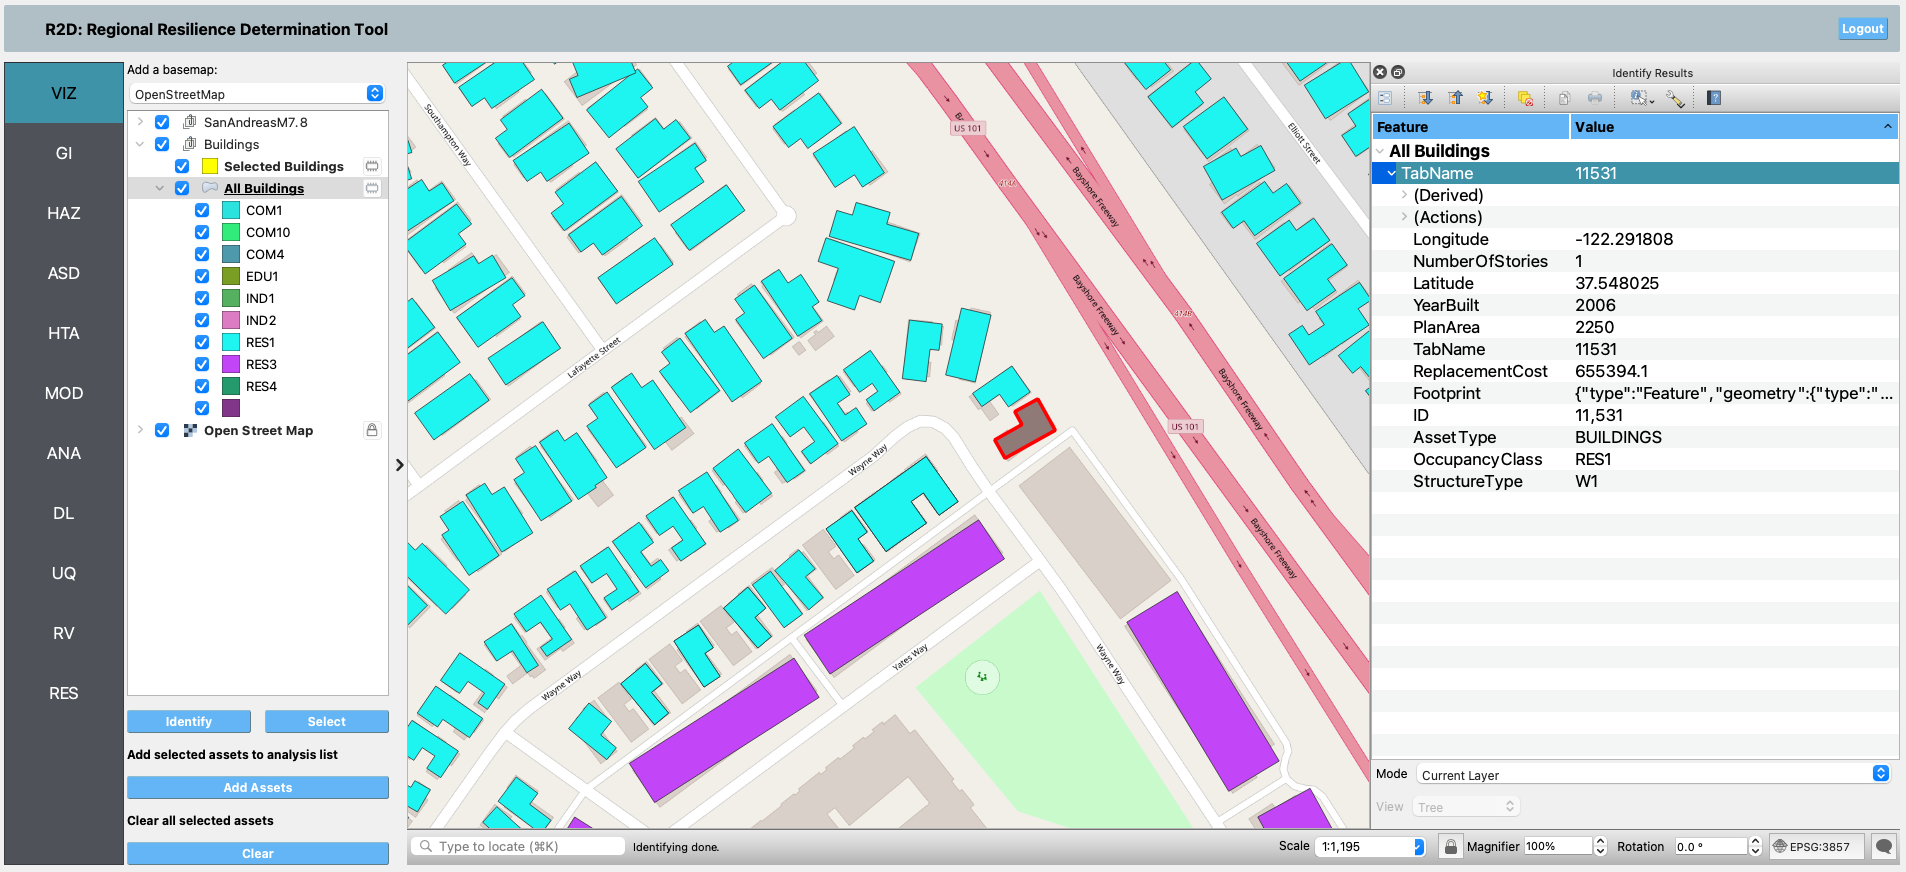 R2D: Regional Resilience Determination Tool
Logout
VIZ
GI
HAZ
ASD
HTA
MOD
ANA
DL
UQ
RV
RES
Add a basemap:
OpenStreetMap
SanAndreasM7.8
Buildings
Selected Buildings
All Buildings
COM1
COM10
COM4
EDU1
IND1
IND2
RES1
RES3
RES4
Open Street Map
Identify
Select
Add selected assets to analysis list
Add Assets
Clear all selected assets
Clear
Southampton Way
US 101
414A
Bayshore Freeway
Elliott Street
Bayshore Freeway
414B
Lafayette Street
Bayshore Freeway
US 101
Wayne Way
Bayshore Freeway
Yates Way
Wayne Way
Wayne Way
Type to locate (⌘K)
Identifying done.
Scale
1:1,195
Magnifier
100%
Rotation
0.0 °
EPSG:3857
Identify Results
Feature Value
All Buildings
TabName 11531
(Derived)
(Actions)
Longitude -122.291808
NumberOfStories 1
Latitude 37.548025
YearBuilt 2006
PlanArea 2250
TabName 11531
ReplacementCost 655394.1
Footprint {"type":"Feature","geometry":{"type":"...
ID 11,531
AssetType BUILDINGS
OccupancyClass RES1
StructureType W1
Mode Current Layer
View Tree